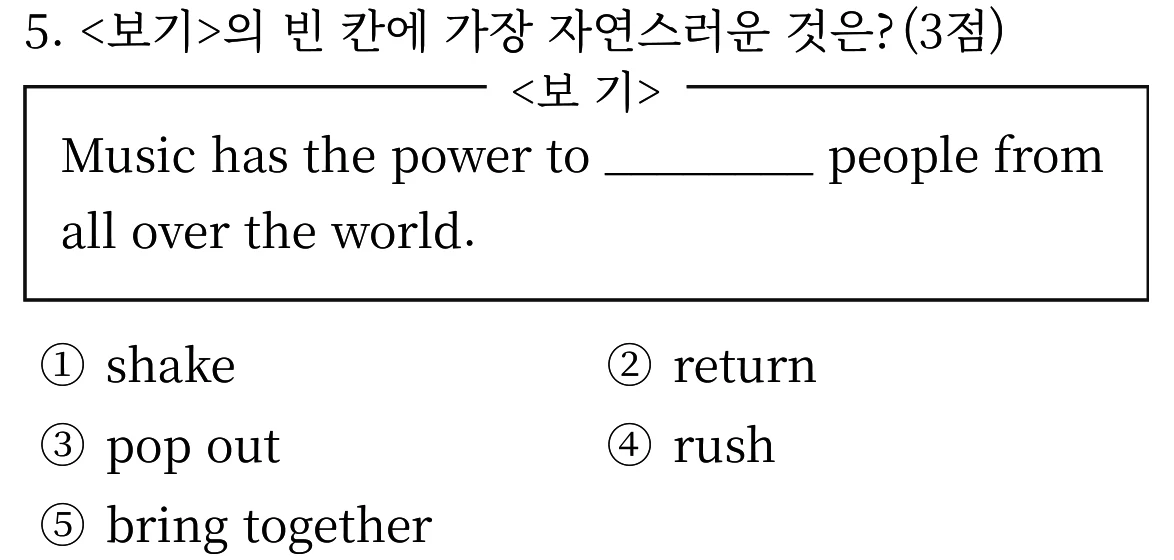 5. <보기>의 빈 칸에 가장 자연스러운 것은?(3점)
<보 기>
Music has the power to ________ people from
all over the world.
① shake ② return
③ pop out ④ rush
⑤ bring together